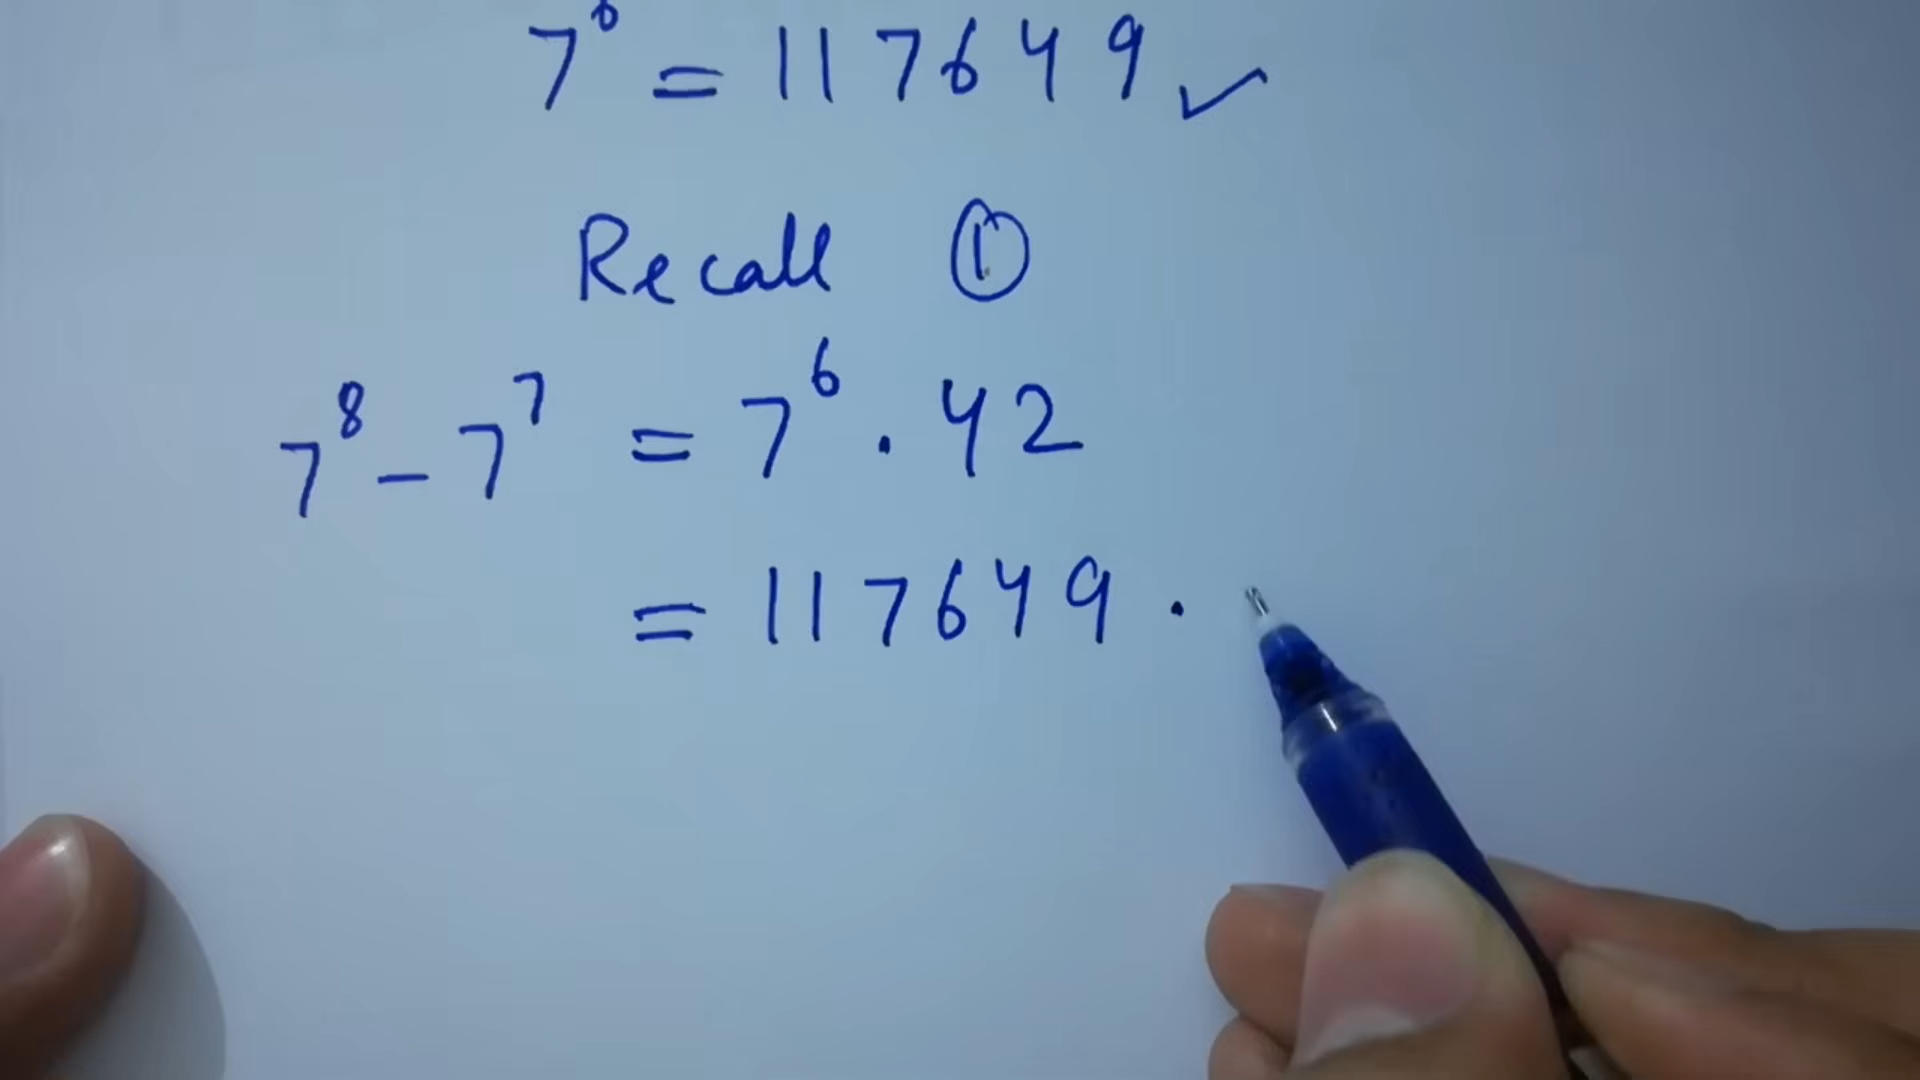 7⁶ = 117649 ✓
Recall ①
7⁸ - 7⁷ = 7⁶ . 42
= 117649 .